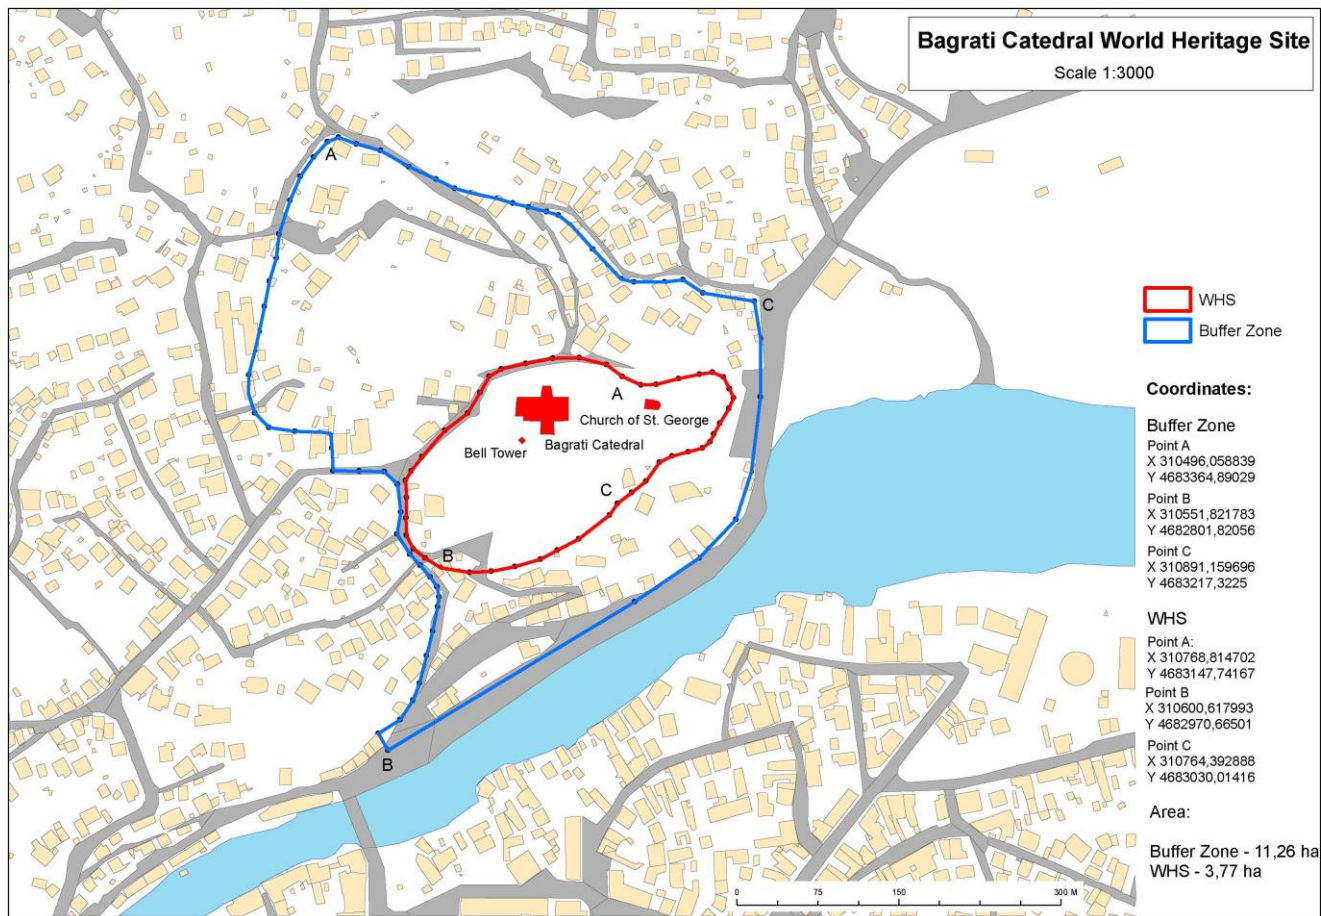 Bagrati Catedral World Heritage Site
Scale 1:3000
A
C
A
Church of St. George
Bell Tower
Bagrati Catedral
C
B
B
WHS
Buffer Zone
Coordinates:
Buffer Zone
Point A
X 310496,058839
Y 4683364,89029
Point B
X 310551,821783
Y 4682801,82056
Point C
X 310891,159696
Y 4683217,3225
WHS
Point A:
X 310768,814702
Y 4683147,74167
Point B
X 310600,617993
Y 4682970,66501
Point C
X 310764,392888
Y 4683030,01416
Area:
Buffer Zone - 11,26 ha
WHS - 3,77 ha
0 75 150 300 M